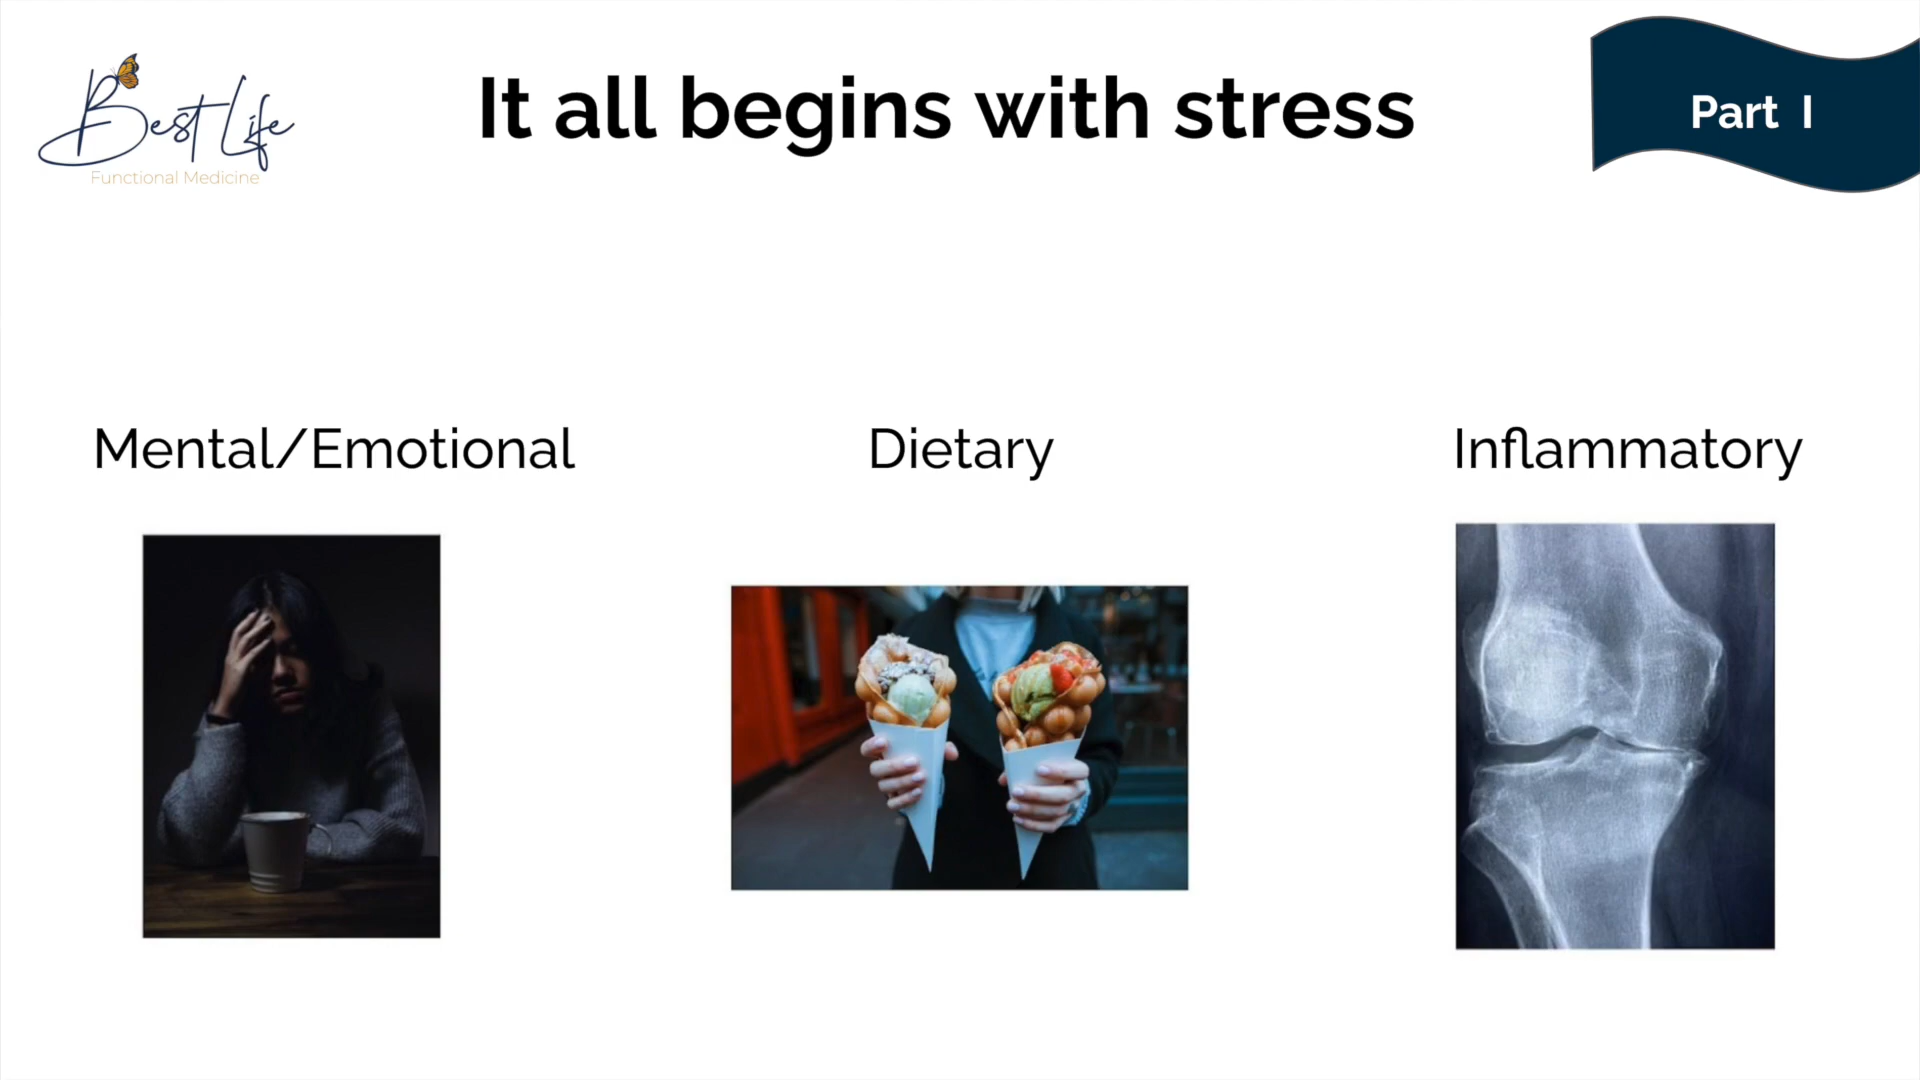 Best Life
Functional Medicine
It all begins with stress
Part I
Mental/Emotional
Dietary
Inflammatory